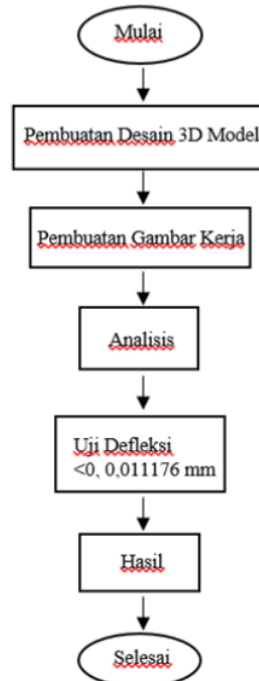 Mulai
Pembuatan Desain 3D Model
Pembuatan Gambar Kerja
Analisis
Uji Defleksi
<0, 0,011176 mm
Hasil
Selesai